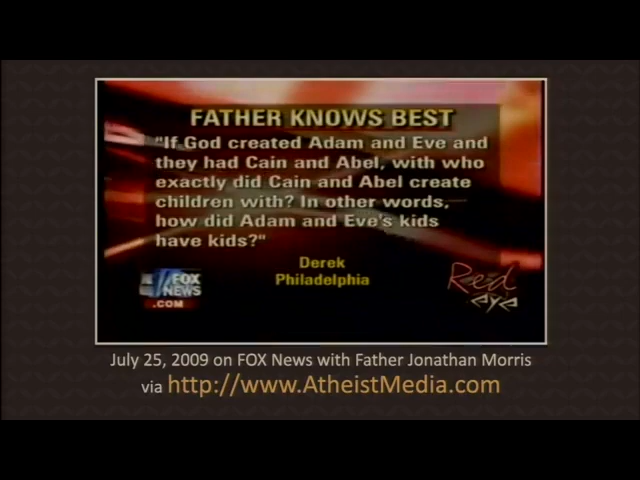 FATHER KNOWS BEST
"If God created Adam and Eve and
they had Cain and Abel, with who
exactly did Cain and Abel create
children with? In other words,
how did Adam and Eve's kids
have kids?"
Derek
Philadelphia
FOX
NEWS
.COM
Red
eye
July 25, 2009 on FOX News with Father Jonathan Morris
via http://www.AtheistMedia.com